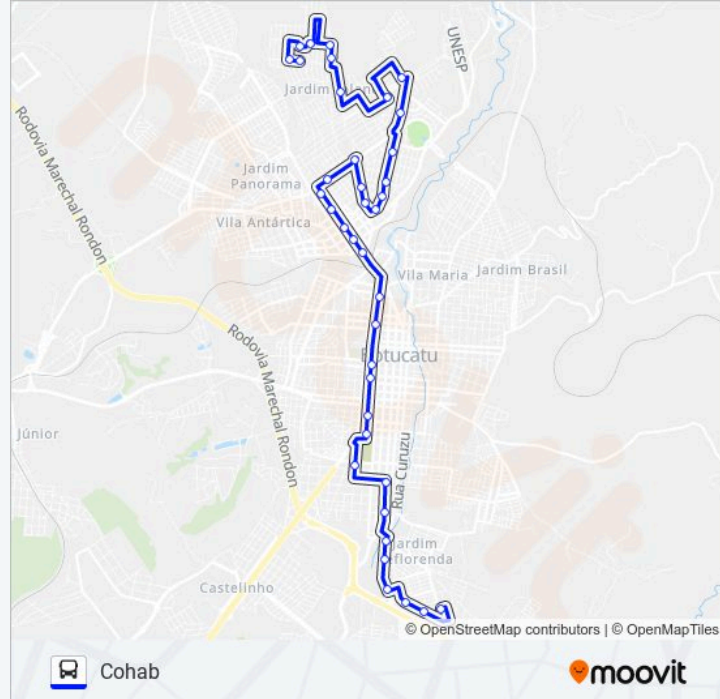 UNESP
Jardim
Rodovia Marechal Rondon
Jardim
Panorama
Vila Antártica
Vila Maria
Jardim Brasil
Rodovia Marechal Rondon
Botucatu
Júnior
Rua Curuzu
Jardim
Castelinho
© OpenStreetMap contributors | © OpenMapTiles
Cohab
moovit